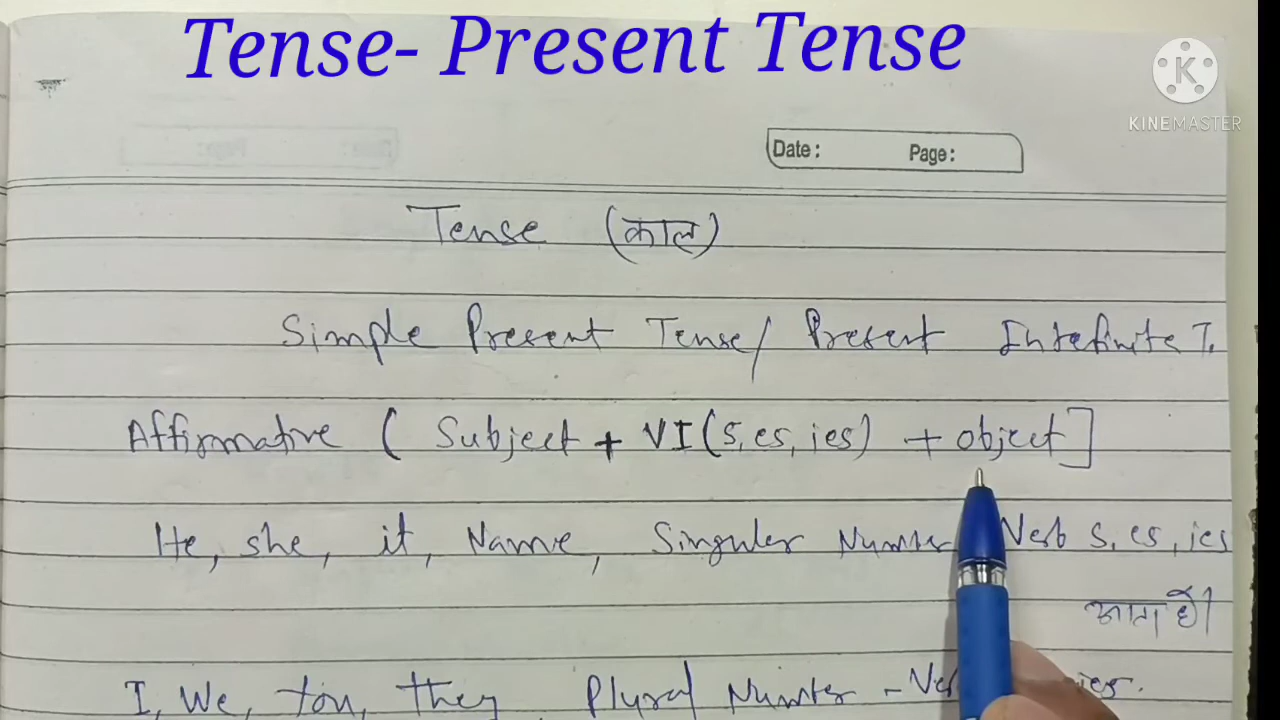 Tense- Present Tense
KINEMASTER
Date : Page :
Tense (काल)
Simple Present Tense/ Present Indefinite T.
Affirmative ( Subject + VI(s, es, ies) + object]
He, she, it, Name, Singuler Number Verb s, es, ies
आता है।
I, We, You, they, Plural Number - ies.